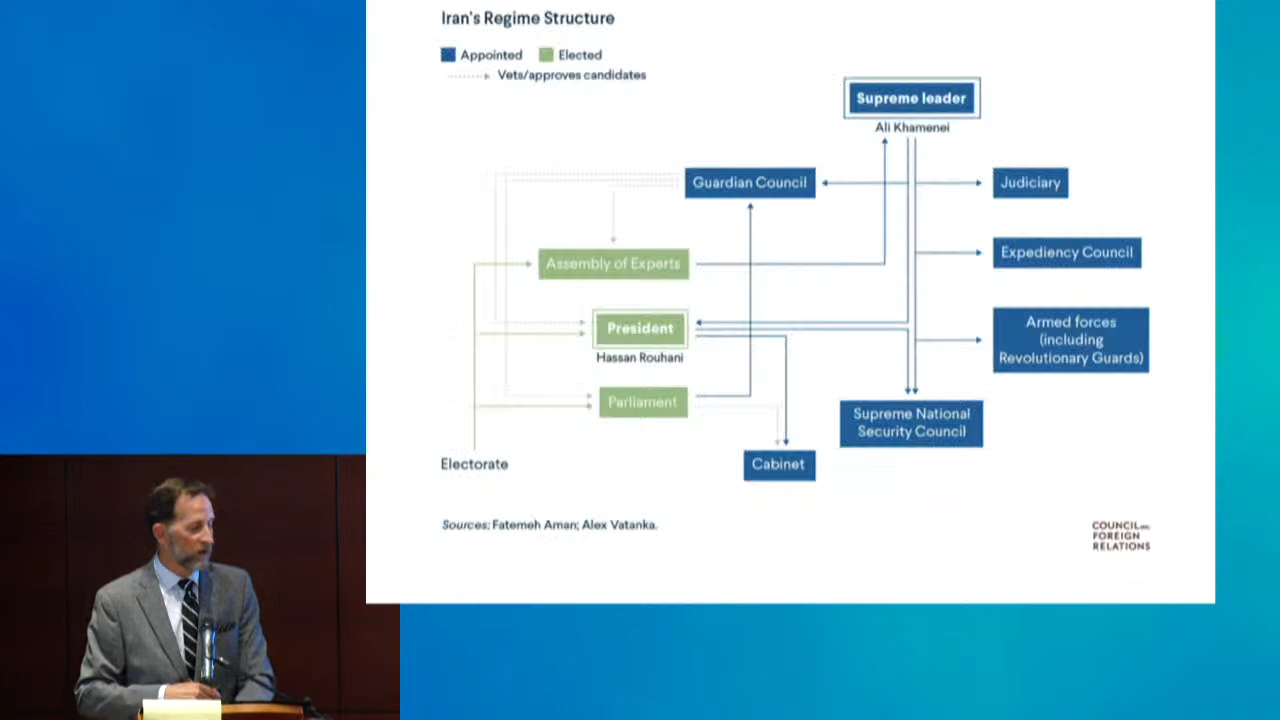 Iran's Regime Structure
Appointed
Elected
Vets/approves candidates
Supreme leader
Ali Khamenei
Guardian Council
Judiciary
Assembly of Experts
Expediency Council
President
Hassan Rouhani
Armed forces
(including
Revolutionary Guards)
Parliament
Supreme National
Security Council
Electorate
Cabinet
Sources: Fatemeh Aman; Alex Vatanka.
COUNCIL on
FOREIGN
RELATIONS